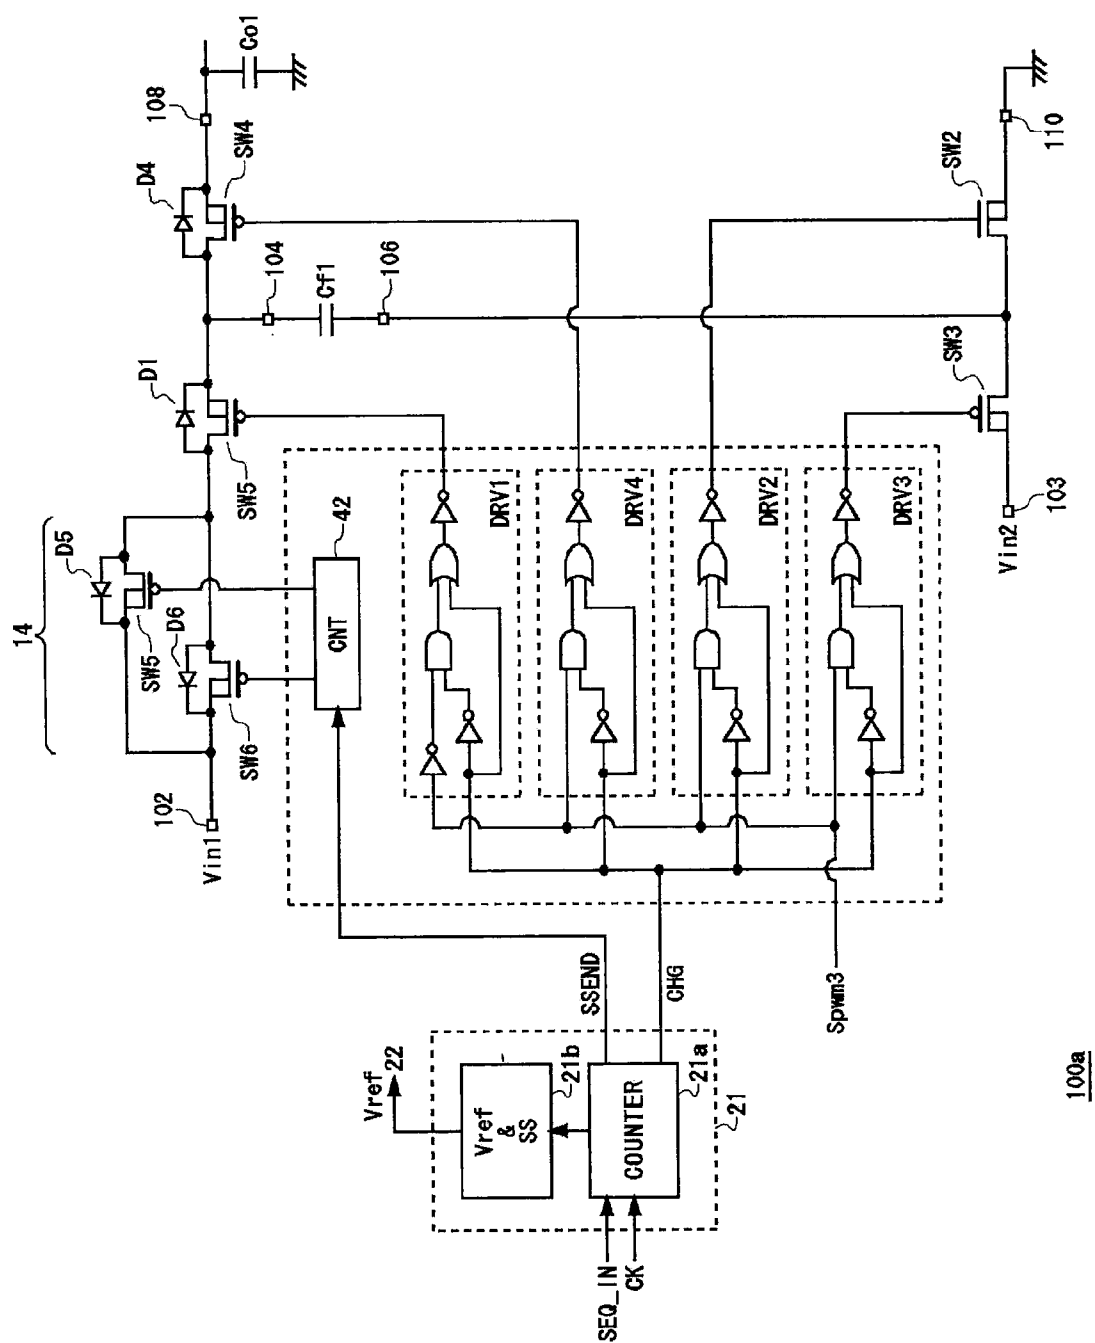 14
D5
SW5
D6
SW6
102
Vin1
D1
SW5
104
Cf1
106
D4
SW4
108
Co1
42
CNT
DRV1
DRV4
DRV2
DRV3
SW2
110
SW3
103
Vin2
SSEND
CHG
Spwm3
Vref
22
Vref
&
SS
21b
COUNTER
21a
21
SEQ_IN
CK
100a